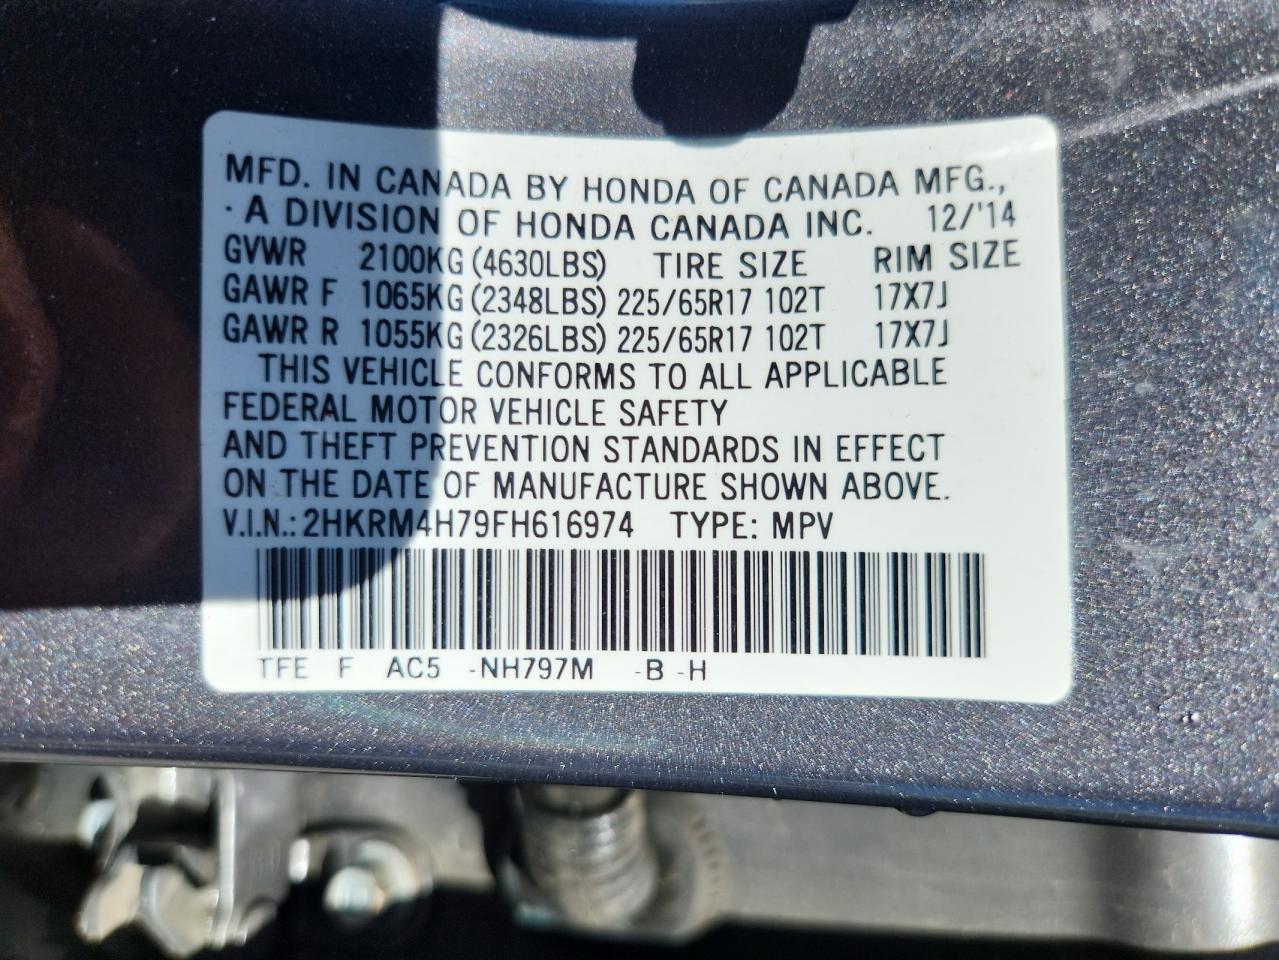 MFD. IN CANADA BY HONDA OF CANADA MFG.,
· A DIVISION OF HONDA CANADA INC. 12/'14
GVWR 2100KG (4630LBS) TIRE SIZE RIM SIZE
GAWR F 1065KG (2348LBS) 225/65R17 102T 17X7J
GAWR R 1055KG (2326LBS) 225/65R17 102T 17X7J
THIS VEHICLE CONFORMS TO ALL APPLICABLE
FEDERAL MOTOR VEHICLE SAFETY
AND THEFT PREVENTION STANDARDS IN EFFECT
ON THE DATE OF MANUFACTURE SHOWN ABOVE.
V.I.N.: 2HKRM4H79FH616974 TYPE: MPV
TFE F AC5 -NH797M -B -H